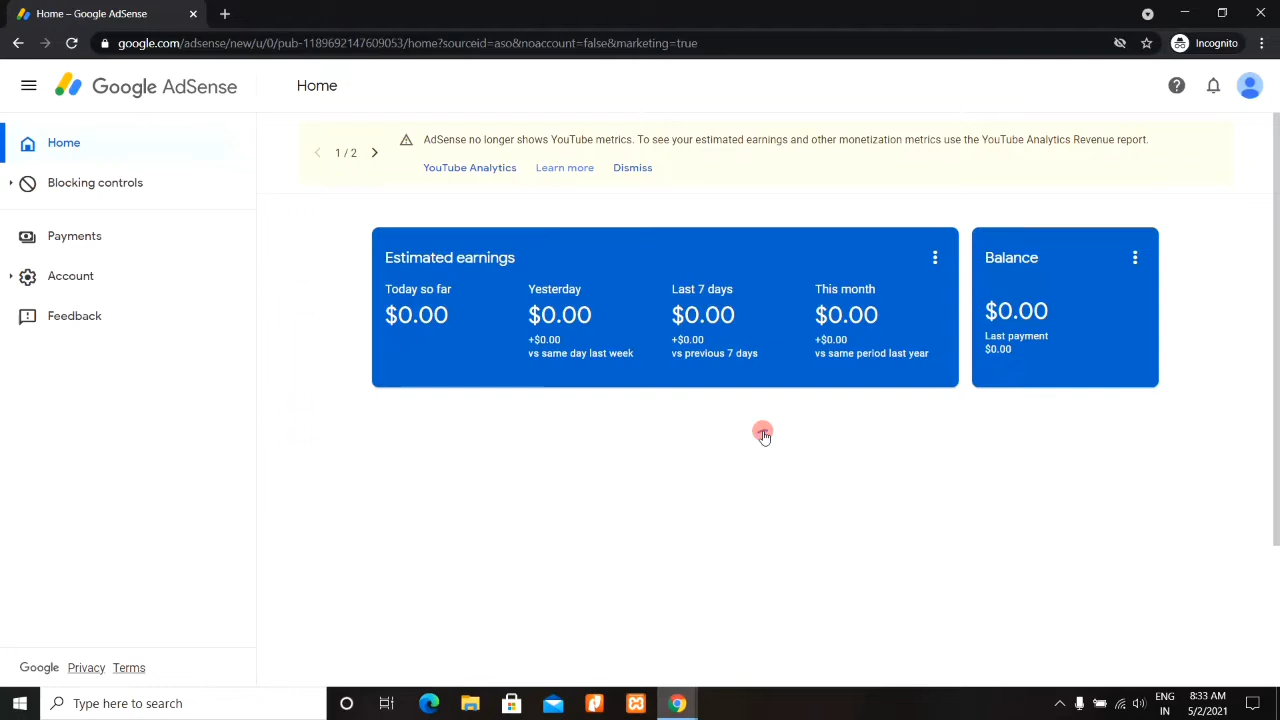 Home – Google AdSense
google.com/adsense/new/u/0/pub-1189692147609053/home?sourceid=aso&noaccount=false&marketing=true
Incognito
Google AdSense
Home
Home
Blocking controls
Payments
Account
Feedback
1 / 2
AdSense no longer shows YouTube metrics. To see your estimated earnings and other monetization metrics use the YouTube Analytics Revenue report.
YouTube Analytics Learn more Dismiss
Estimated earnings
Today so far Yesterday Last 7 days This month
$0.00 $0.00 $0.00 $0.00
+$0.00 +$0.00 +$0.00
vs same day last week vs previous 7 days vs same period last year
Balance
$0.00
Last payment
$0.00
Google Privacy Terms
Type here to search
ENG
IN
8:33 AM
5/2/2021